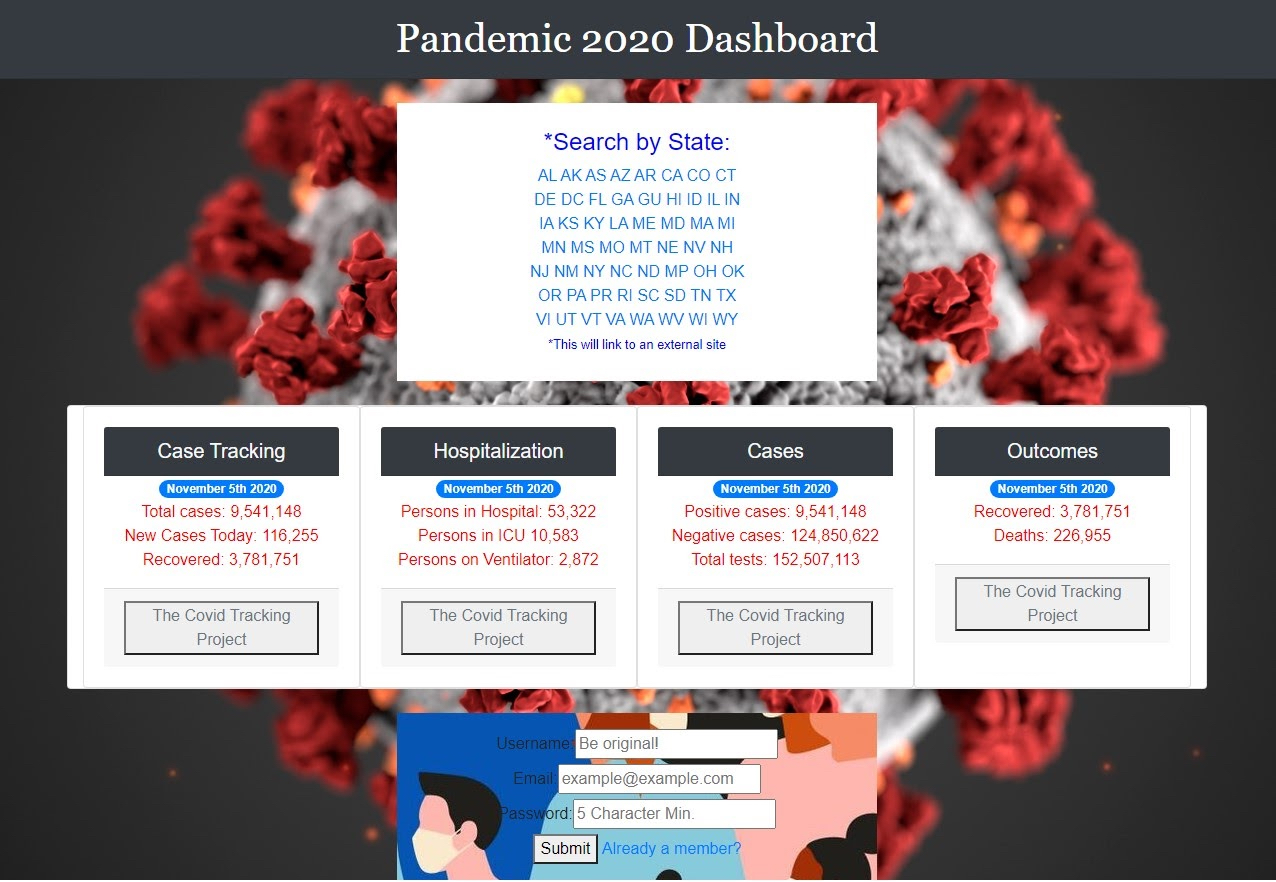 Pandemic 2020 Dashboard
*Search by State:
AL AK AS AZ AR CA CO CT
DE DC FL GA GU HI ID IL IN
IA KS KY LA ME MD MA MI
MN MS MO MT NE NV NH
NJ NM NY NC ND MP OH OK
OR PA PR RI SC SD TN TX
VI UT VT VA WA WV WI WY
*This will link to an external site
Case Tracking
November 5th 2020
Total cases: 9,541,148
New Cases Today: 116,255
Recovered: 3,781,751
The Covid Tracking
Project
Hospitalization
November 5th 2020
Persons in Hospital: 53,322
Persons in ICU 10,583
Persons on Ventilator: 2,872
The Covid Tracking
Project
Cases
November 5th 2020
Positive cases: 9,541,148
Negative cases: 124,850,622
Total tests: 152,507,113
The Covid Tracking
Project
Outcomes
November 5th 2020
Recovered: 3,781,751
Deaths: 226,955
The Covid Tracking
Project
Username: Be original!
Email: example@example.com
Password: 5 Character Min.
Submit Already a member?